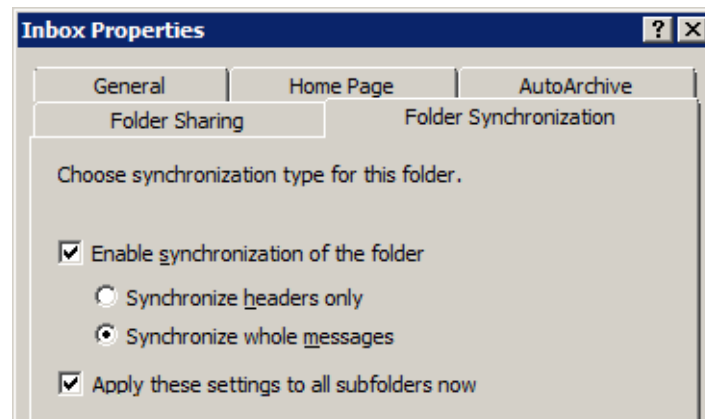 Inbox Properties
General Home Page AutoArchive
Folder Sharing Folder Synchronization
Choose synchronization type for this folder.
Enable synchronization of the folder
Synchronize headers only
Synchronize whole messages
Apply these settings to all subfolders now